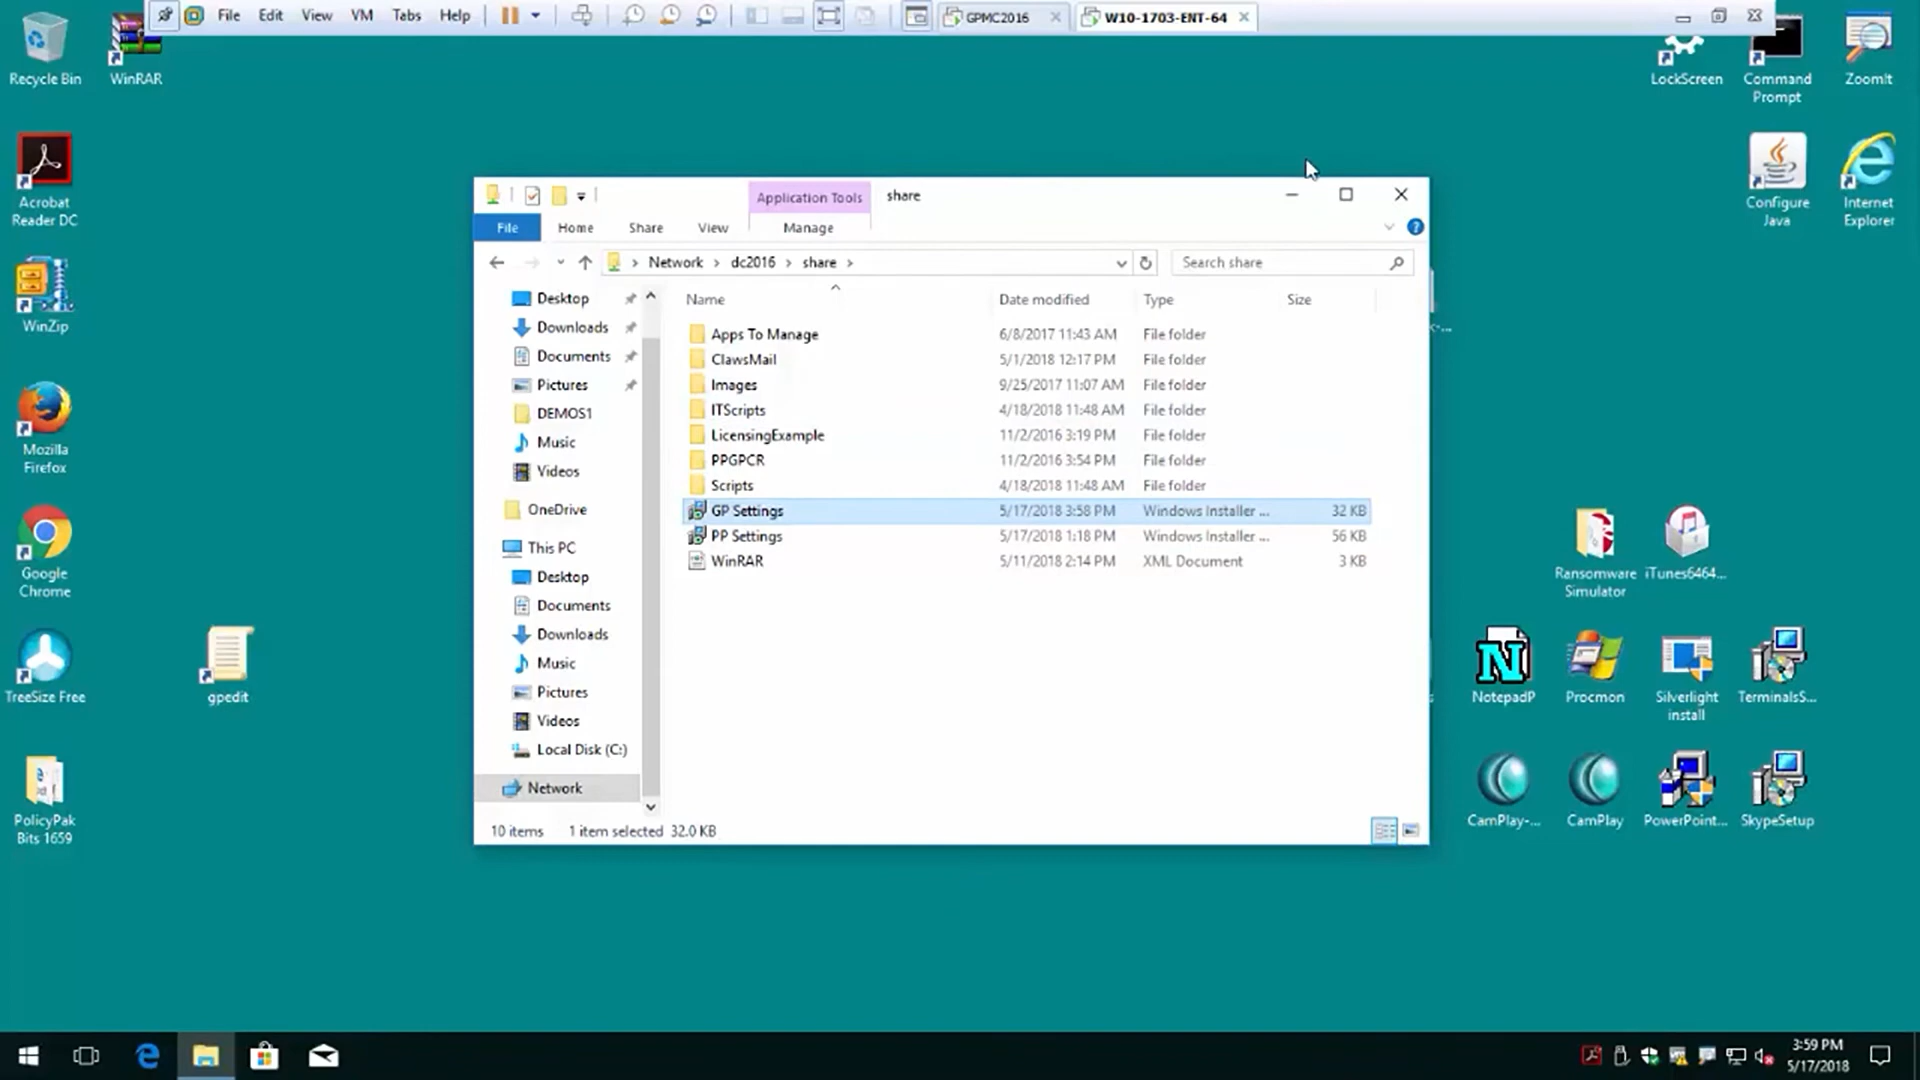 File Edit View VM Tabs Help GPMC2016 W10-1703-ENT-64
Recycle Bin
WinRAR
LockScreen
Command
Prompt
ZoomIt
Acrobat
Reader DC
Configure
Java
Internet
Explorer
WinZip
Mozilla
Firefox
Google
Chrome
TreeSize Free
gpedit
PolicyPak
Bits 1659
Application Tools share
File Home Share View Manage
Network dc2016 share Search share
Desktop
Downloads
Documents
Pictures
DEMOS1
Music
Videos
OneDrive
This PC
Desktop
Documents
Downloads
Music
Pictures
Videos
Local Disk (C:)
Network
Name Date modified Type Size
Apps To Manage 6/8/2017 11:43 AM File folder
ClawsMail 5/1/2018 12:17 PM File folder
Images 9/25/2017 11:07 AM File folder
ITScripts 4/18/2018 11:48 AM File folder
LicensingExample 11/2/2016 3:19 PM File folder
PPGPCR 11/2/2016 3:54 PM File folder
Scripts 4/18/2018 11:48 AM File folder
GP Settings 5/17/2018 3:58 PM Windows Installer ... 32 KB
PP Settings 5/17/2018 1:18 PM Windows Installer ... 56 KB
WinRAR 5/11/2018 2:14 PM XML Document 3 KB
10 items 1 item selected 32.0 KB
Ransomware
Simulator
iTunes6464...
NotepadP
Procmon
Silverlight
install
TerminalsS...
CamPlay-...
CamPlay
PowerPoint...
SkypeSetup
3:59 PM
5/17/2018